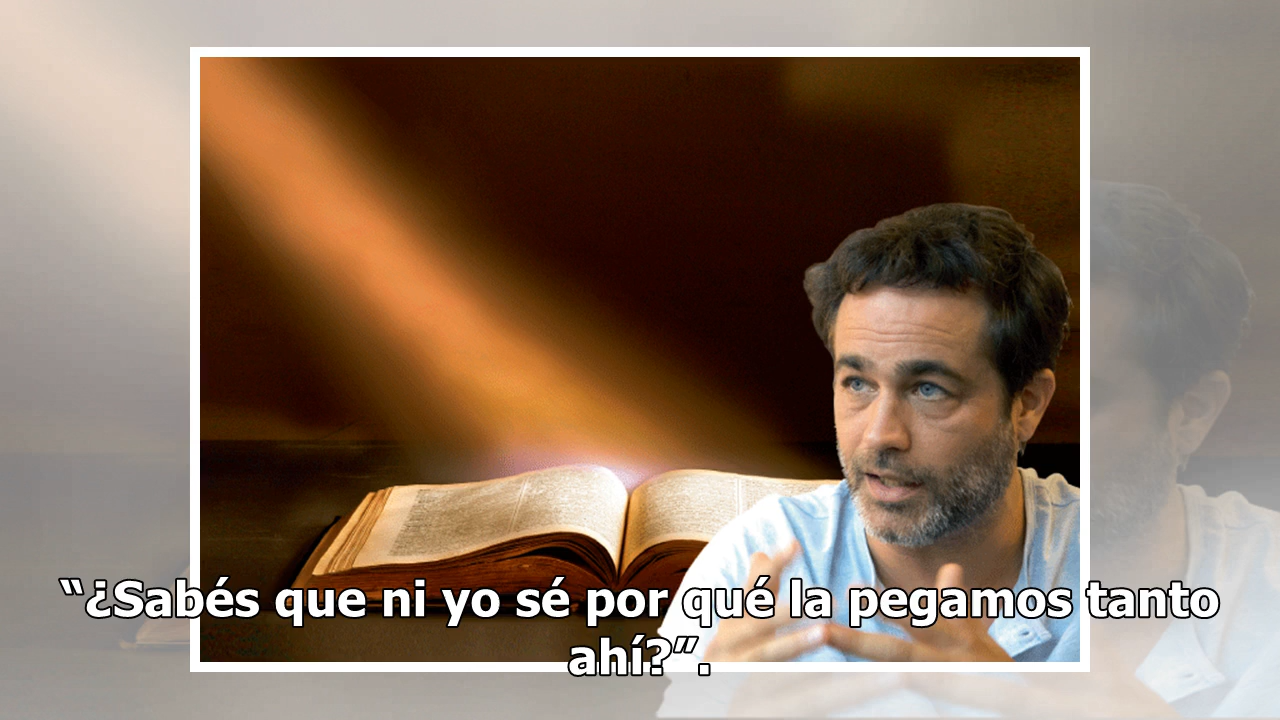 “¿Sabés que ni yo sé por qué la pegamos tanto
ahí?”.